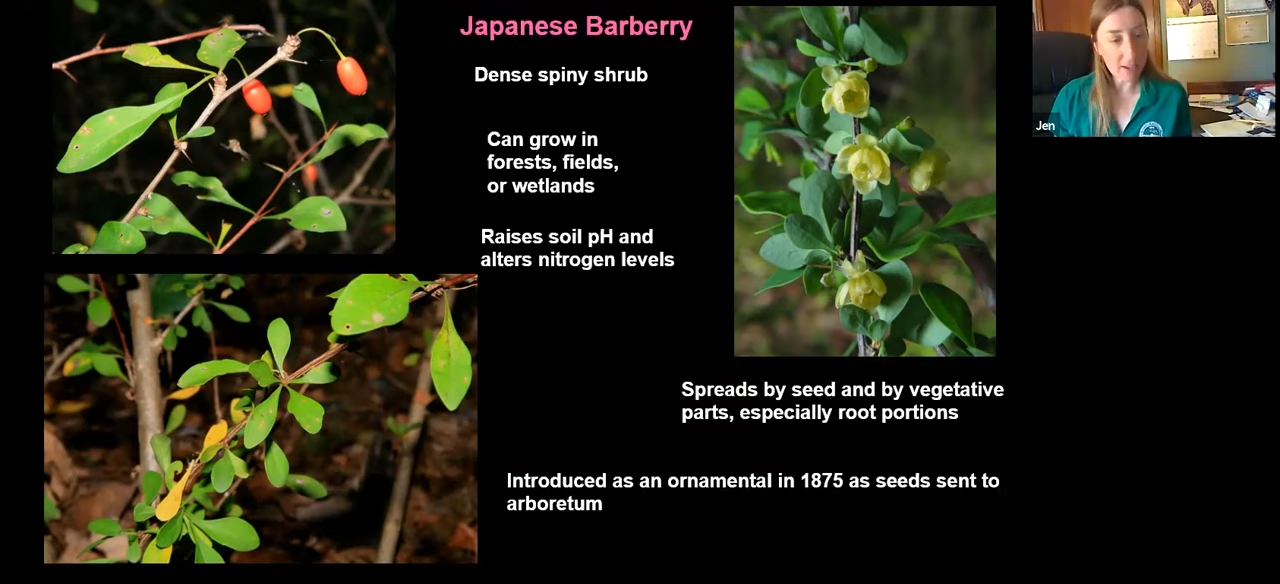 Japanese Barberry
Dense spiny shrub
Can grow in
forests, fields,
or wetlands
Raises soil pH and
alters nitrogen levels
Spreads by seed and by vegetative
parts, especially root portions
Introduced as an ornamental in 1875 as seeds sent to
arboretum
Jen